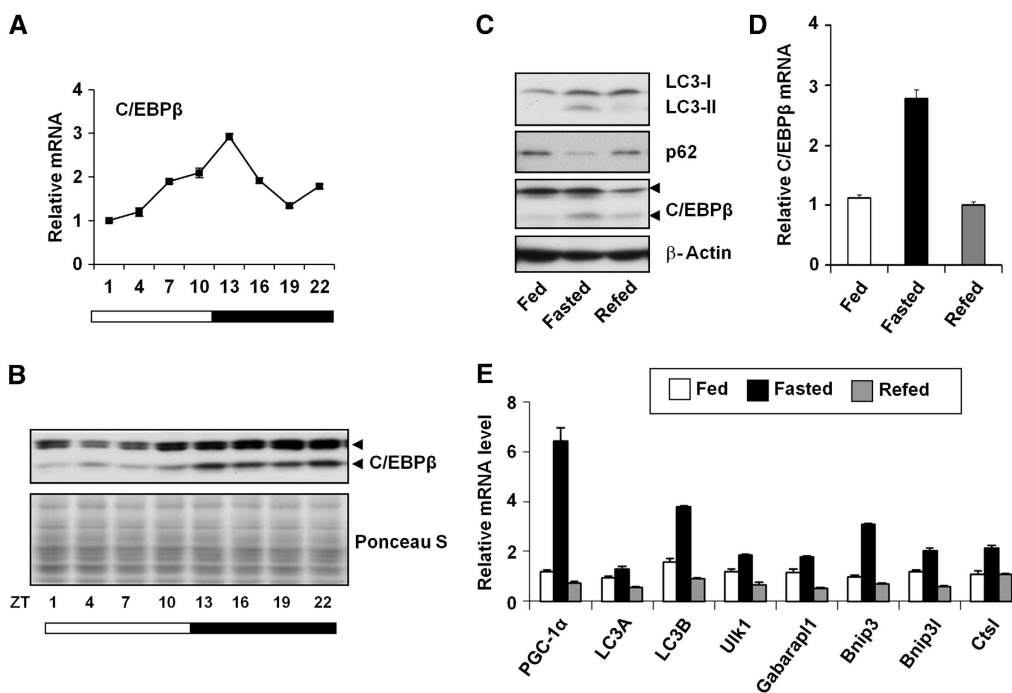 A
C/EBPβ
Relative mRNA
4
3
2
1
0
1 4 7 10 13 16 19 22
B
C/EBPβ
Ponceau S
ZT 1 4 7 10 13 16 19 22
C
LC3-I
LC3-II
p62
C/EBPβ
β-Actin
Fed Fasted Refed
D
Relative C/EBPβ mRNA
4
3
2
1
0
Fed Fasted Refed
E
Fed Fasted Refed
Relative mRNA level
8
6
4
2
0
PGC-1α LC3A LC3B Ulk1 Gabarapl1 Bnip3 Bnip3l Ctsl